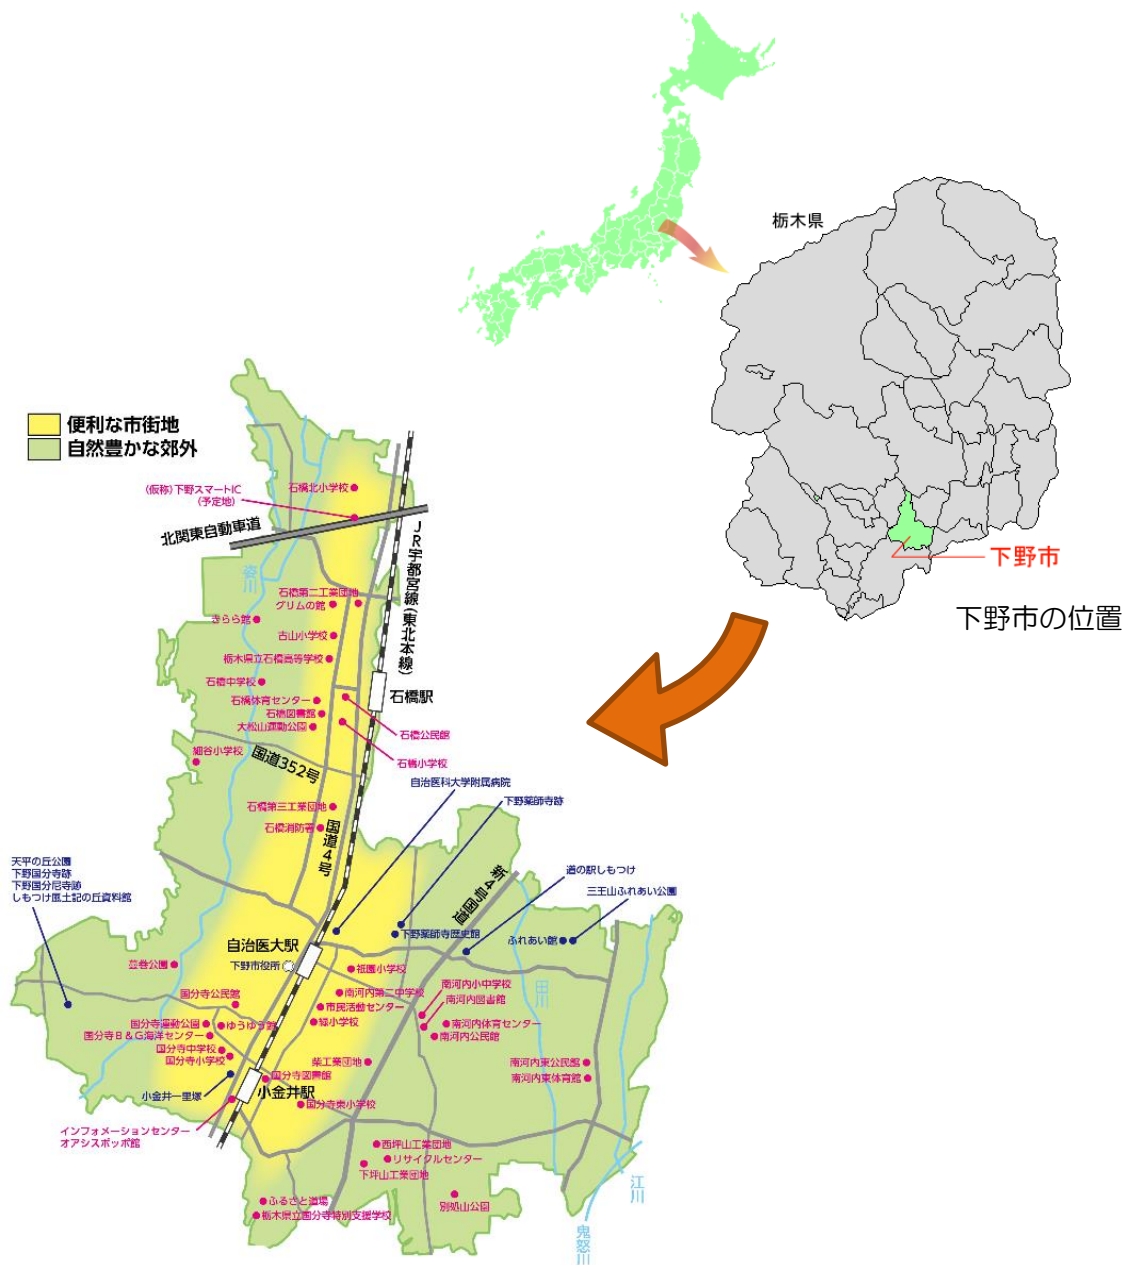 栃木県
下野市
下野市の位置
便利な市街地
自然豊かな郊外
(仮称)下野スマートIC
(予定地)
石橋北小学校
北関東自動車道
JR宇都宮線(東北本線)
姿川
石橋第二工業団地
グリムの館
きらら館
古山小学校
栃木県立石橋高等学校
石橋中学校
石橋体育センター
石橋図書館
大松山運動公園
石橋駅
石橋公民館
石橋小学校
細谷小学校
国道352号
自治医科大学附属病院
下野薬師寺跡
石橋第三工業団地
石橋消防署
国道4号
新4号国道
道の駅しもつけ
三王山ふれあい公園
天平の丘公園
下野国分寺跡
下野国分尼寺跡
しもつけ風土記の丘資料館
下野薬師寺歴史館
ふれあい館
自治医大駅
下野市役所
蔓巻公園
祇園小学校
国分寺公民館
南河内第二中学校
市民活動センター
緑小学校
南河内小中学校
南河内図書館
南河内体育センター
南河内公民館
田川
国分寺運動公園
ゆうゆう館
国分寺B&G海洋センター
国分寺中学校
国分寺小学校
柴工業団地
国分寺図書館
南河内東公民館
南河内東体育館
小金井一里塚
小金井駅
国分寺東小学校
インフォメーションセンター
オアシスポッポ館
西坪山工業団地
リサイクルセンター
下坪山工業団地
別処山公園
ふるさと道場
栃木県立国分寺特別支援学校
江川
鬼怒川